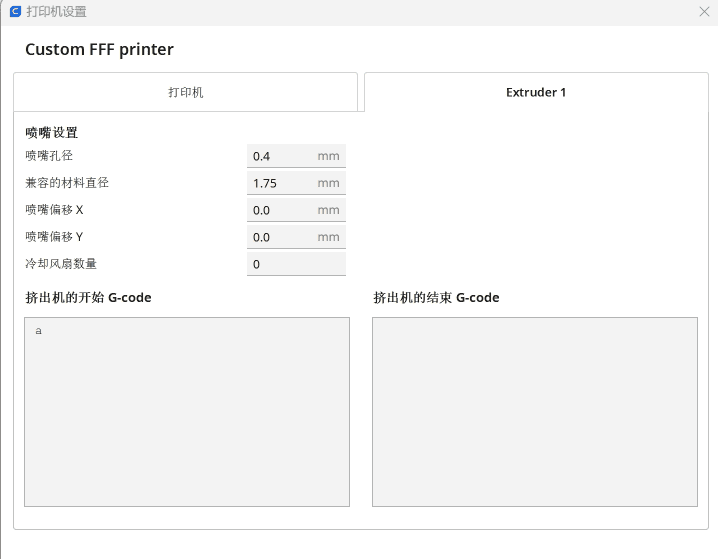 打印机设置
Custom FFF printer
打印机
Extruder 1
喷嘴设置
喷嘴孔径 0.4 mm
兼容的材料直径 1.75 mm
喷嘴偏移 X 0.0 mm
喷嘴偏移 Y 0.0 mm
冷却风扇数量 0
挤出机的开始 G-code
挤出机的结束 G-code
a